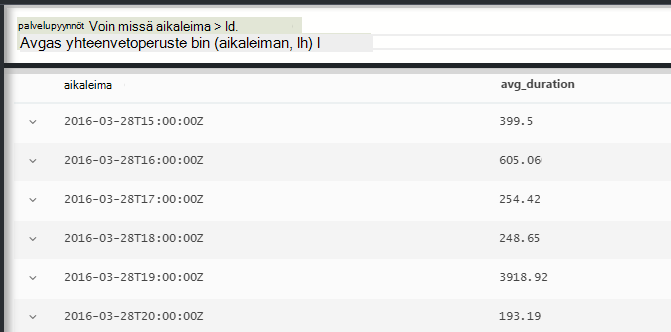 palvelupyynnöt Voin missä aikaleima > ld.
Avgas yhteenvetoperuste bin (aikaleiman, lh) l
aikaleima avg_duration
2016-03-28T15:00:00Z 399.5
2016-03-28T16:00:00Z 605.06
2016-03-28T17:00:00Z 254.42
2016-03-28T18:00:00Z 248.65
2016-03-28T19:00:00Z 3918.92
2016-03-28T20:00:00Z 193.19